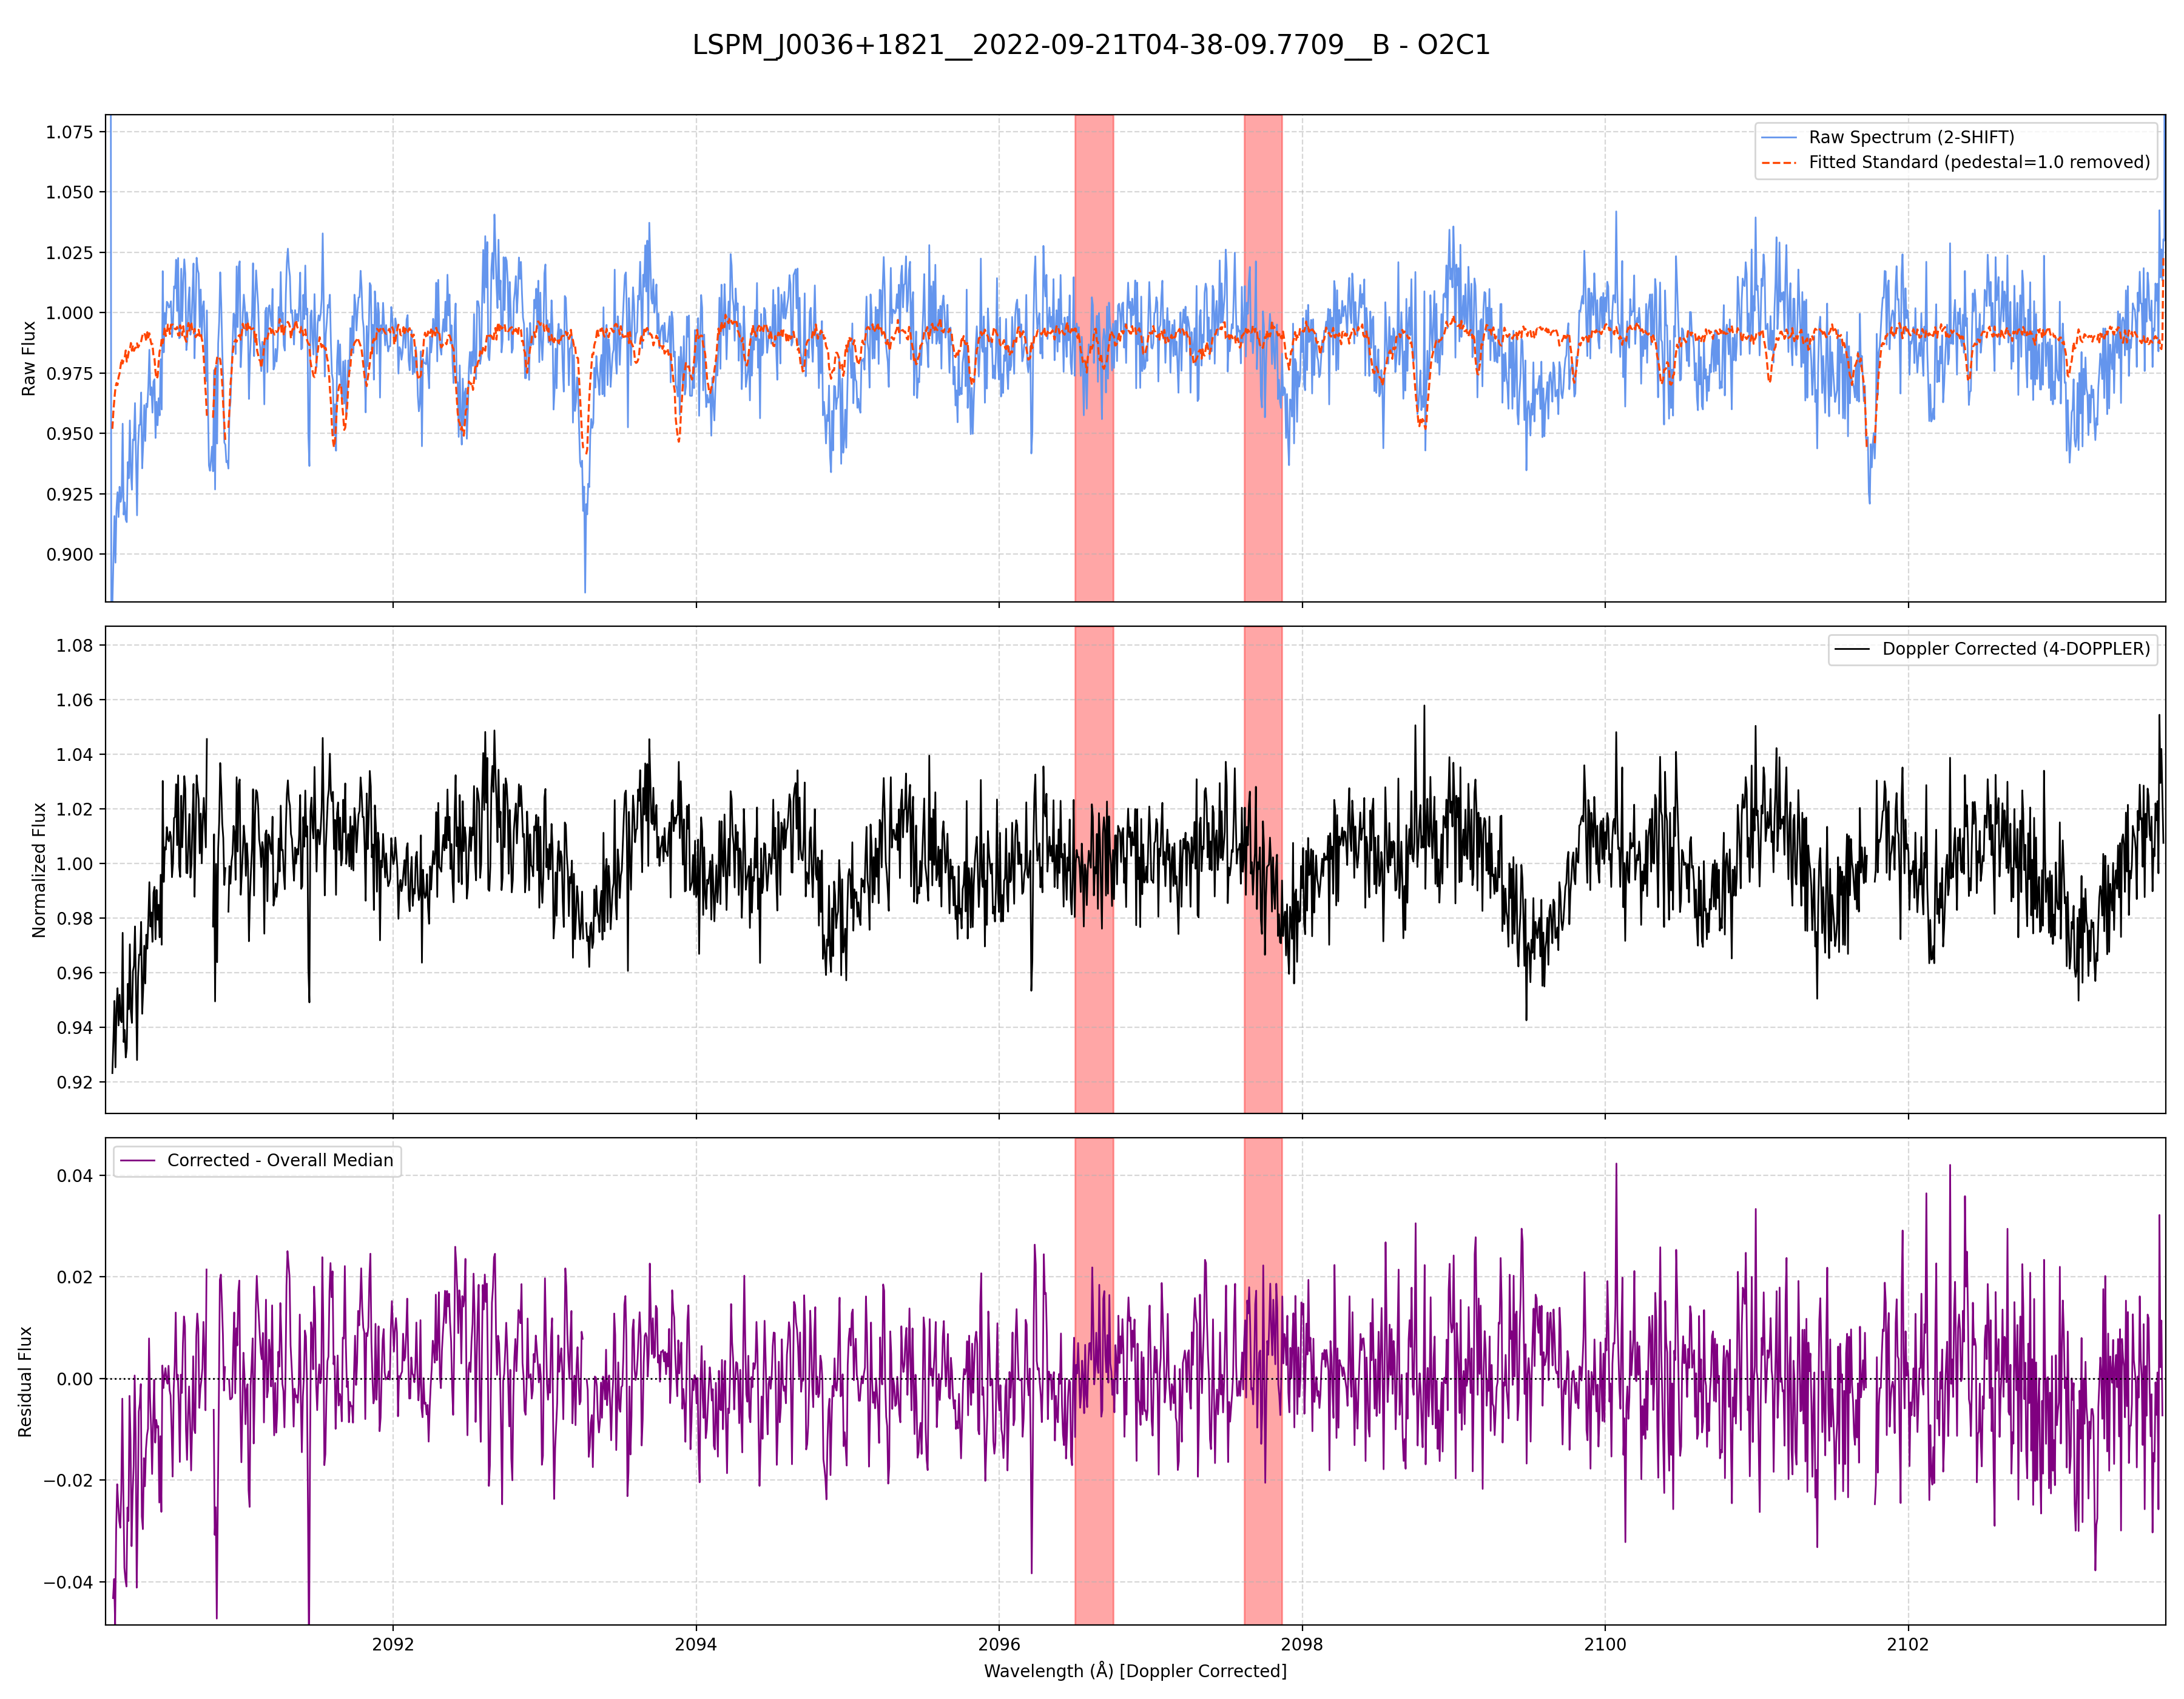 LSPM_J0036+1821__2022-09-21T04-38-09.7709__B - O2C1
1.075
1.050
1.025
1.000
0.975
0.950
0.925
0.900
Raw Flux
Raw Spectrum (2-SHIFT)
Fitted Standard (pedestal=1.0 removed)
1.08
1.06
1.04
1.02
1.00
0.98
0.96
0.94
0.92
Normalized Flux
Doppler Corrected (4-DOPPLER)
0.04
0.02
0.00
−0.02
−0.04
Residual Flux
Corrected - Overall Median
2092 2094 2096 2098 2100 2102
Wavelength (Å) [Doppler Corrected]